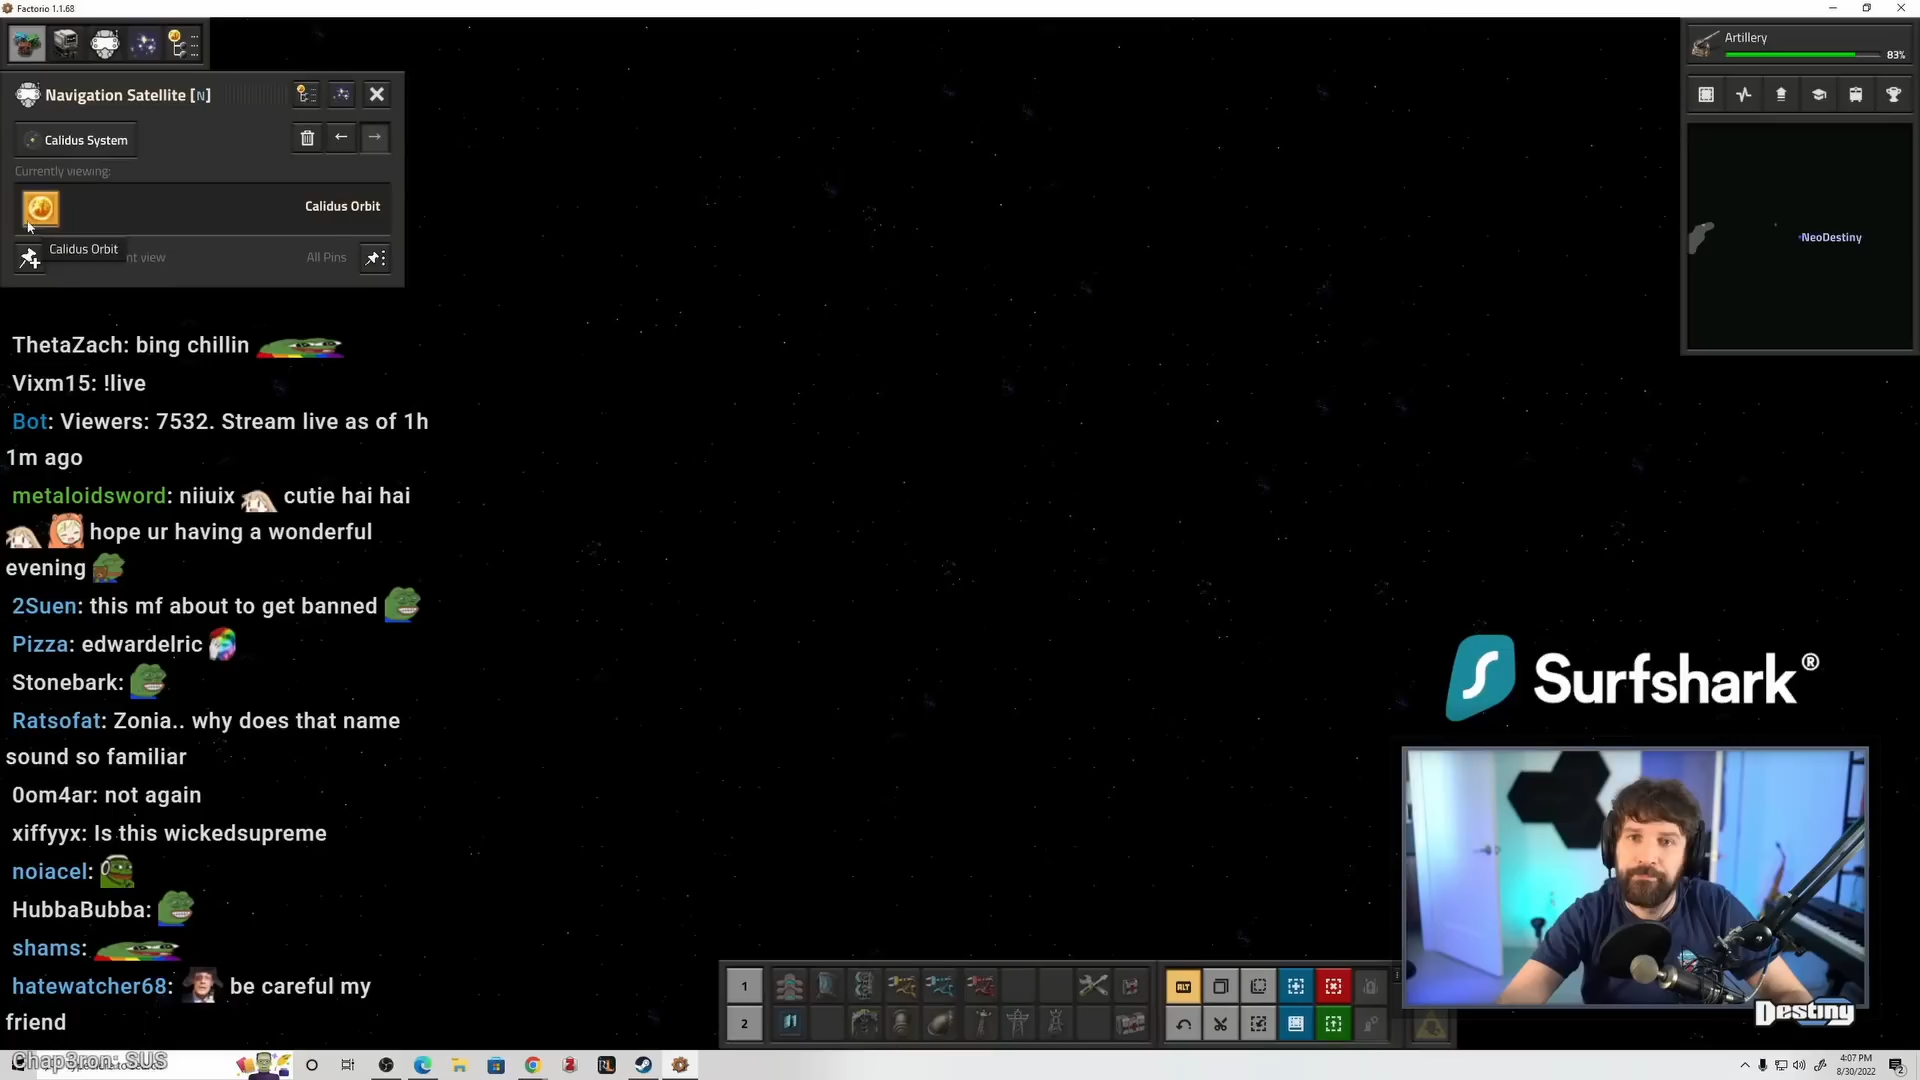 Factorio 1.1.68
Artillery
83%
Navigation Satellite [N]
Calidus System
Currently viewing:
Calidus Orbit
Calidus Orbit
nt view
All Pins
NeoDestiny
ThetaZach: bing chillin
Vixm15: !live
Bot: Viewers: 7532. Stream live as of 1h
1m ago
metaloidsword: niiuix cutie hai hai
hope ur having a wonderful
evening
2Suen: this mf about to get banned
Pizza: edwardelric
Stonebark:
Ratsofat: Zonia.. why does that name
sound so familiar
0om4ar: not again
xiffyyx: Is this wickedsupreme
noiacel:
HubbaBubba:
shams:
hatewatcher68: be careful my
friend
Chap3ron: SUS
Surfshark®
Destiny
1
ALT
2
4:07 PM
8/30/2022